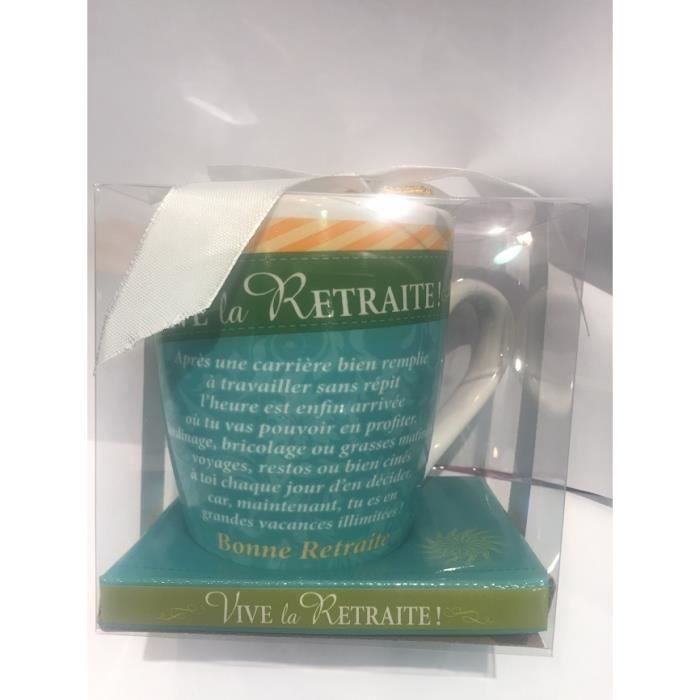 la RETRAITE !
Après une carrière bien remplie
à travailler sans répit
l'heure est enfin arrivée
où tu vas pouvoir en profiter.
bricolage ou grasses
voyages, restos ou bien cinés
à toi chaque jour d'en décider,
car, maintenant, tu es en
grandes vacances illimitées !
Bonne Retraite
VIVE la RETRAITE !